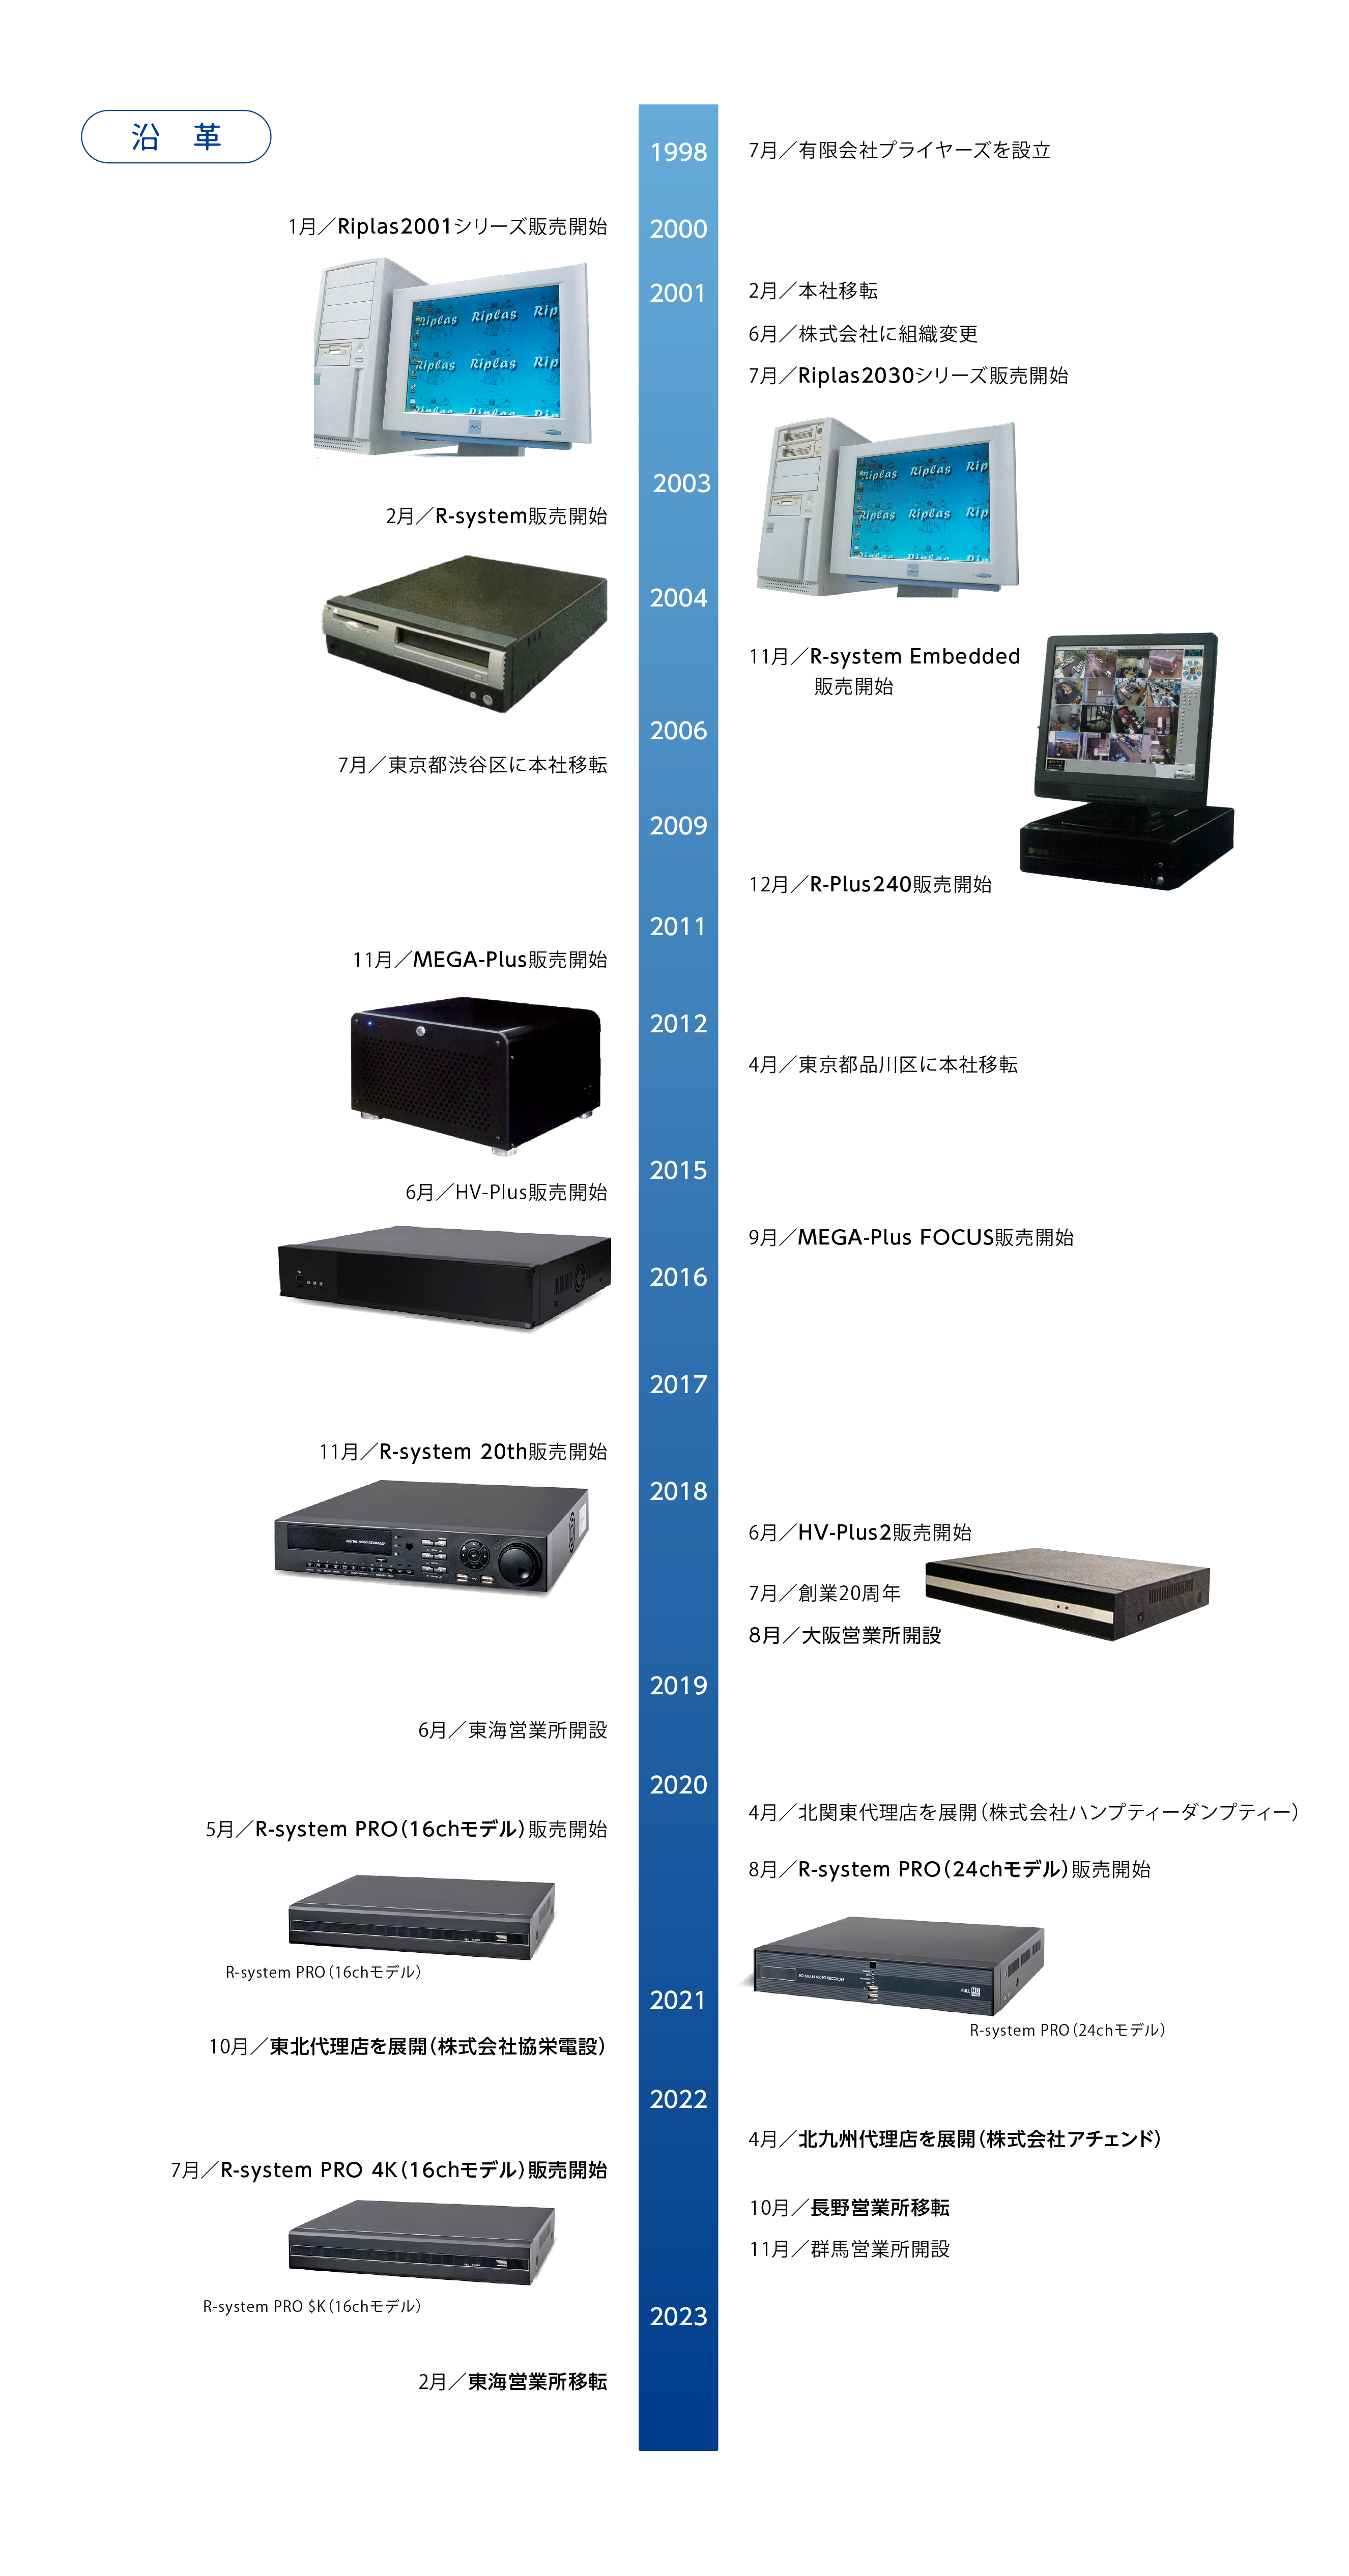 沿 革
1998
7月／有限会社プライヤーズを設立
2000
1月／Riplas2001シリーズ販売開始
2001
2月／本社移転
6月／株式会社に組織変更
7月／Riplas2030シリーズ販売開始
Riplas Riplas Rip
Riplas Riplas Rip
2003
2月／R-system販売開始
Riplas Riplas Rip
Riplas Riplas Rip
2004
11月／R-system Embedded
販売開始
2006
7月／東京都渋谷区に本社移転
2009
12月／R-Plus240販売開始
2011
11月／MEGA-Plus販売開始
2012
4月／東京都品川区に本社移転
2015
6月／HV-Plus販売開始
9月／MEGA-Plus FOCUS販売開始
2016
2017
11月／R-system 20th販売開始
2018
DIGITAL VIDEO RECORDER
6月／HV-Plus2販売開始
7月／創業20周年
8月／大阪営業所開設
2019
6月／東海営業所開設
2020
4月／北関東代理店を展開（株式会社ハンプティーダンプティー）
5月／R-system PRO（16chモデル）販売開始
8月／R-system PRO（24chモデル）販売開始
R-system PRO（16chモデル）
HD SMART VIDEO RECORDER
FULL HD
2021
R-system PRO（24chモデル）
10月／東北代理店を展開（株式会社協栄電設）
2022
4月／北九州代理店を展開（株式会社アチェンド）
7月／R-system PRO 4K（16chモデル）販売開始
10月／長野営業所移転
11月／群馬営業所開設
R-system PRO $K（16chモデル）
2023
2月／東海営業所移転